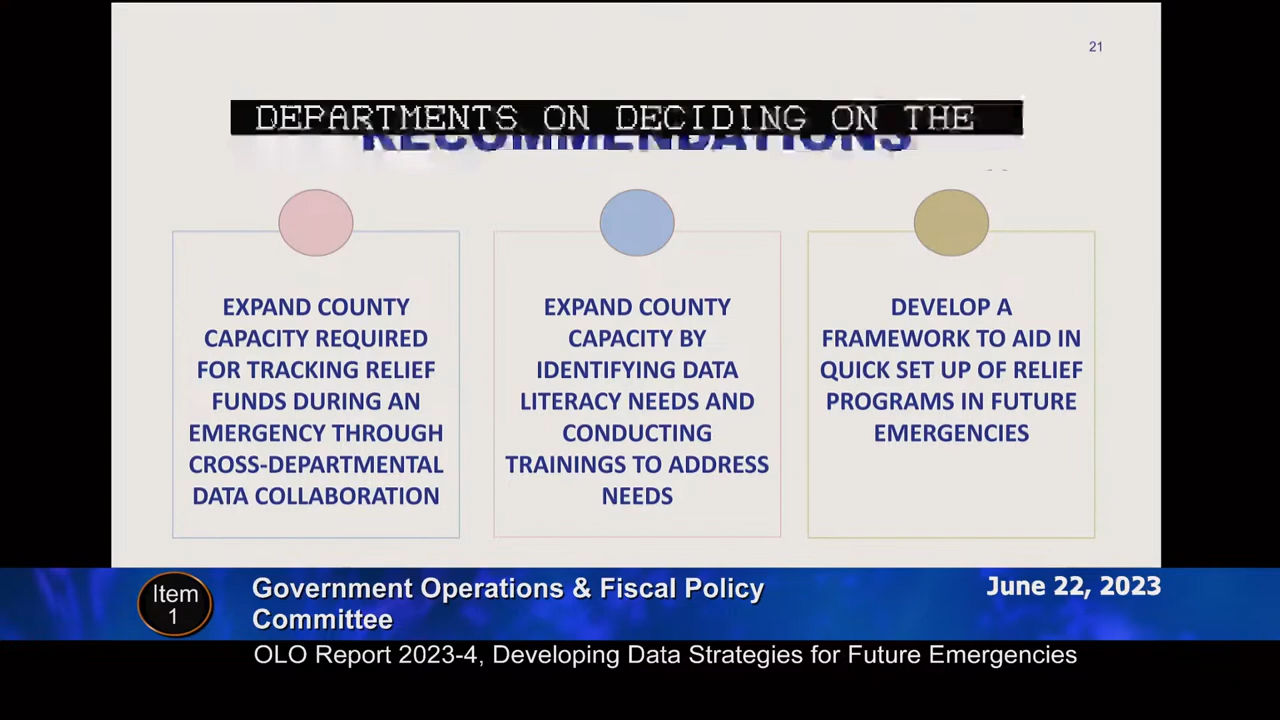 21
DEPARTMENTS ON DECIDING ON THE
RECOMMENDATIONS
EXPAND COUNTY
CAPACITY REQUIRED
FOR TRACKING RELIEF
FUNDS DURING AN
EMERGENCY THROUGH
CROSS-DEPARTMENTAL
DATA COLLABORATION
EXPAND COUNTY
CAPACITY BY
IDENTIFYING DATA
LITERACY NEEDS AND
CONDUCTING
TRAININGS TO ADDRESS
NEEDS
DEVELOP A
FRAMEWORK TO AID IN
QUICK SET UP OF RELIEF
PROGRAMS IN FUTURE
EMERGENCIES
Item
1
Government Operations & Fiscal Policy
Committee
June 22, 2023
OLO Report 2023-4, Developing Data Strategies for Future Emergencies